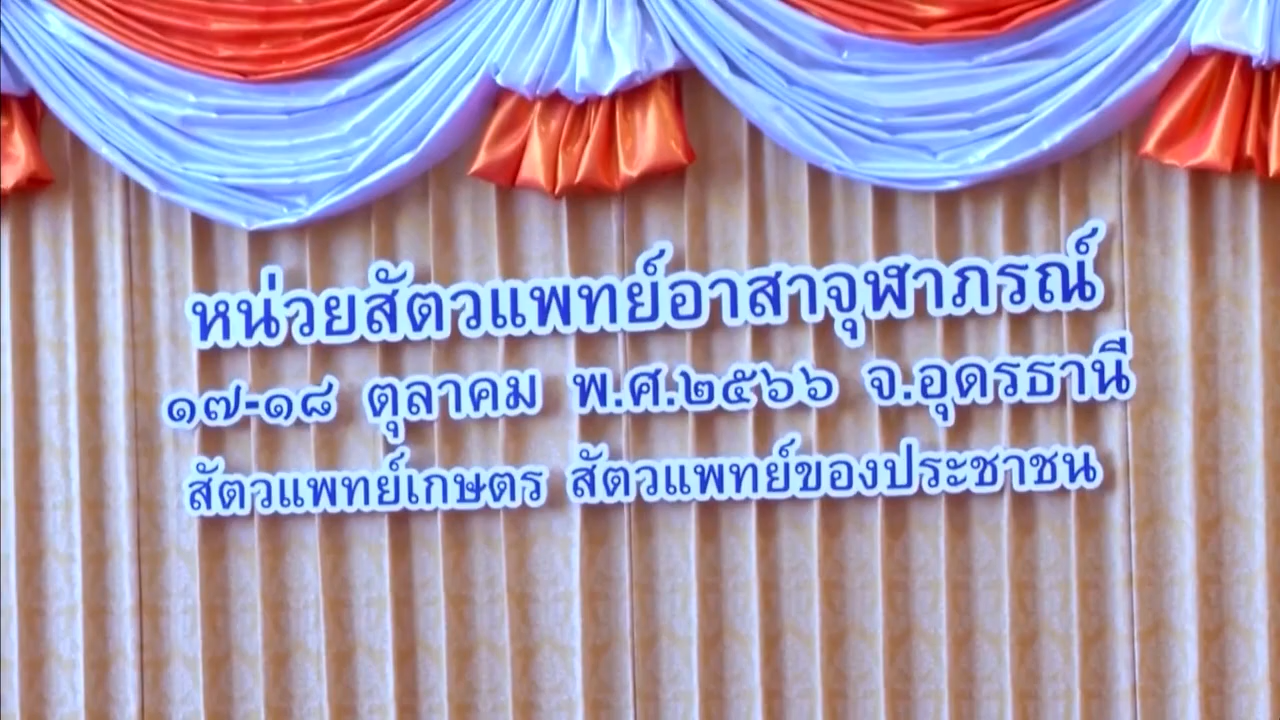 หน่วยสัตวแพทย์อาสาจุฬาภรณ์
๑๗-๑๘ ตุลาคม พ.ศ.๒๕๖๖ จ.อุดรธานี
สัตวแพทย์เกษตร สัตวแพทย์ของประชาชน